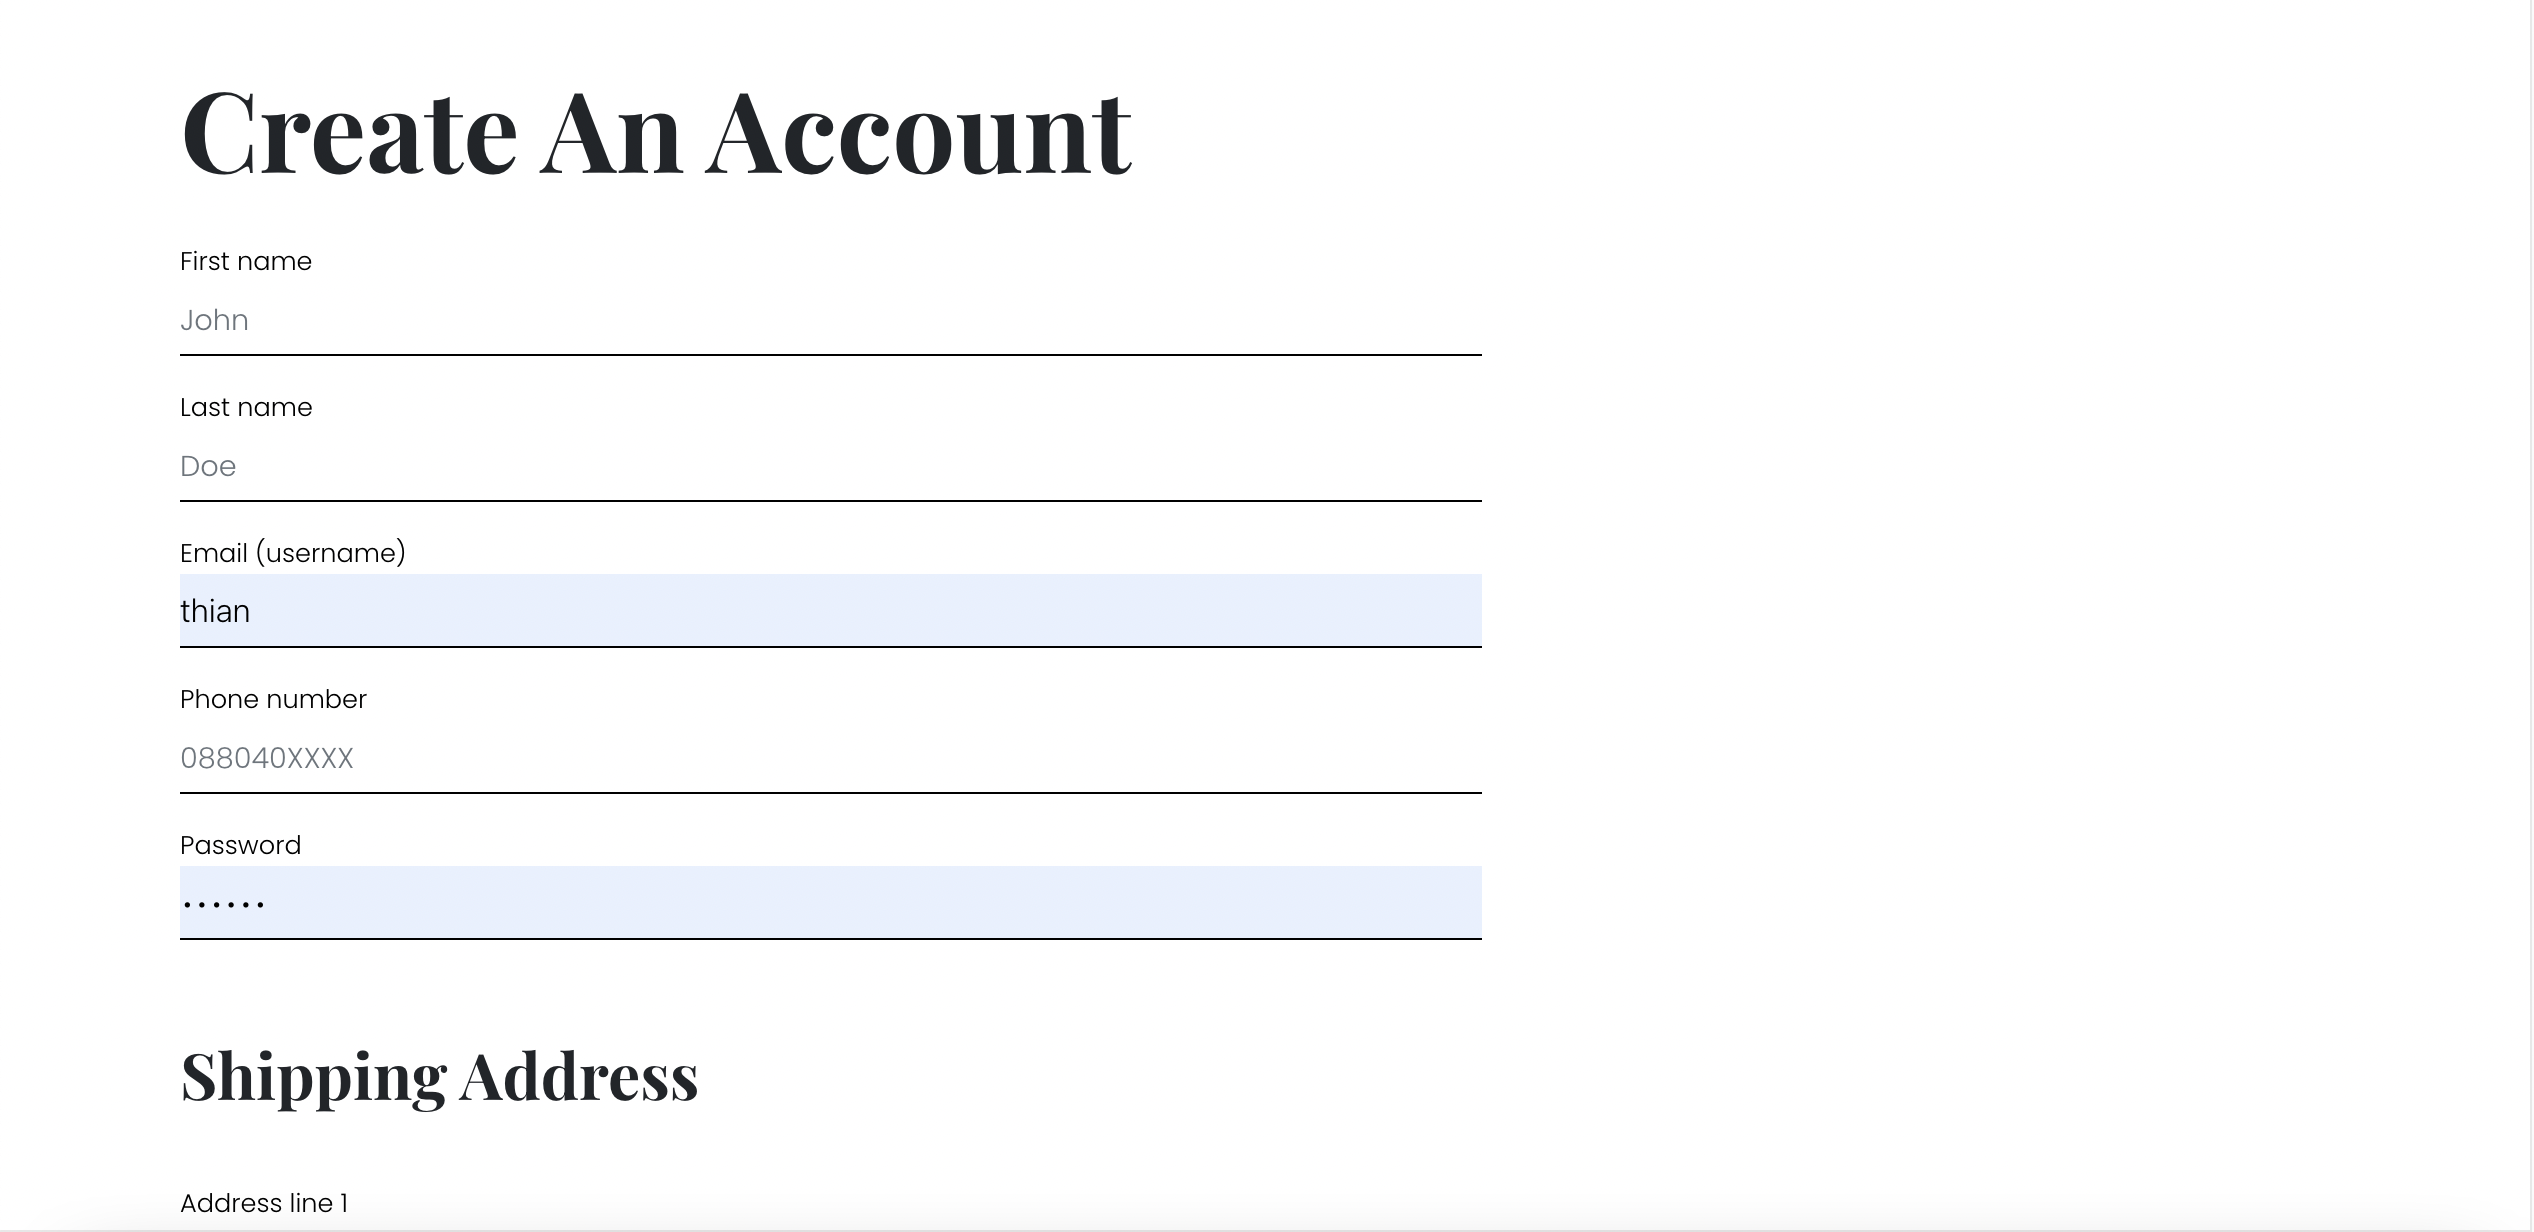 Create An Account
First name
John
Last name
Doe
Email (username)
thian
Phone number
088040XXXX
Password
••••••
Shipping Address
Address line 1